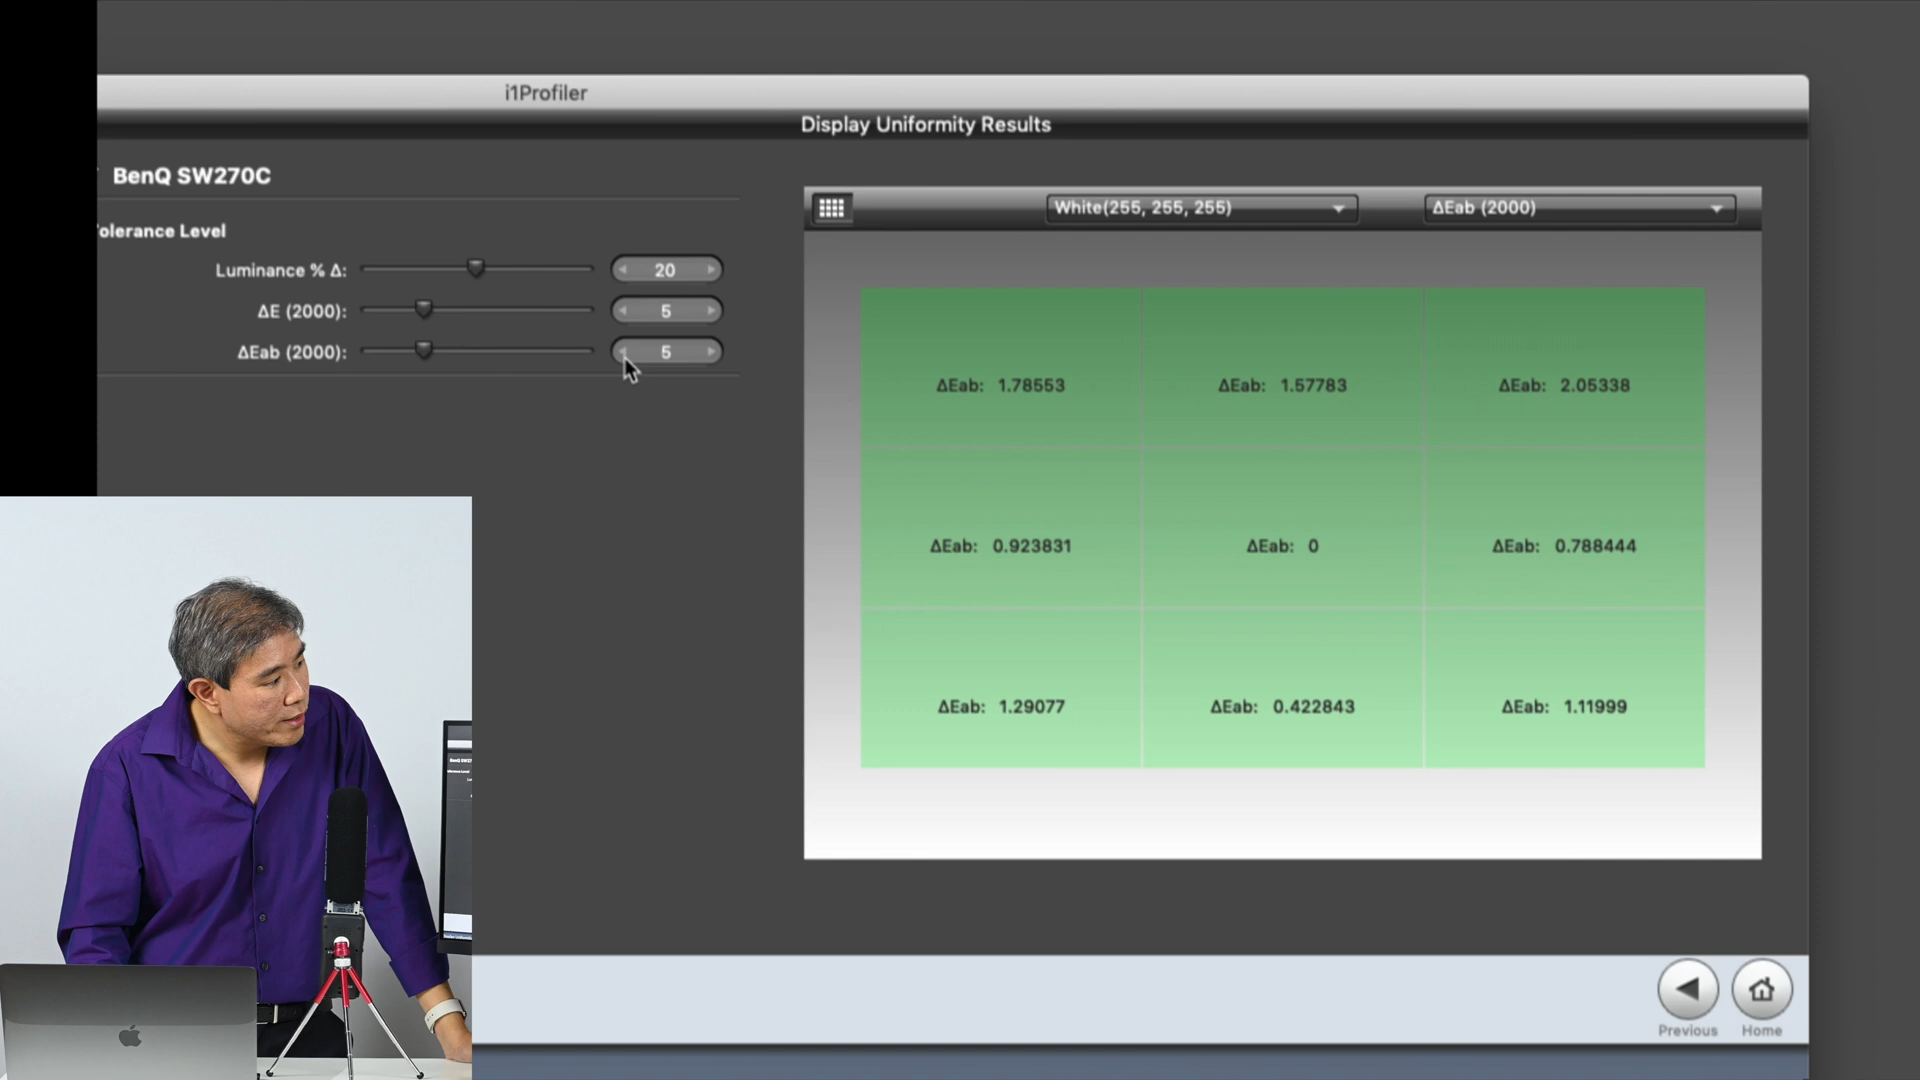 i1Profiler
Display Uniformity Results
BenQ SW270C
White(255, 255, 255)
ΔEab (2000)
olerance Level
Luminance % Δ: 20
ΔE (2000): 5
ΔEab (2000): 5
ΔEab: 1.78553
ΔEab: 1.57783
ΔEab: 2.05338
ΔEab: 0.923831
ΔEab: 0
ΔEab: 0.788444
ΔEab: 1.29077
ΔEab: 0.422843
ΔEab: 1.11999
Previous
Home